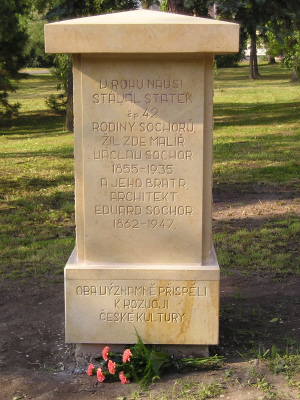 V ROHU NÁVSI
STÁVAL STATEK
č.p. 42
RODINY SOCHORŮ
ŽIL ZDE MALÍŘ
VÁCLAV SOCHOR
1855-1935
A JEHO BRATR,
ARCHITEKT
EDUARD SOCHOR
1862-1947.
OBA VÝZNAMNĚ PŘISPĚLI
K ROZVOJI
ČESKÉ KULTURY